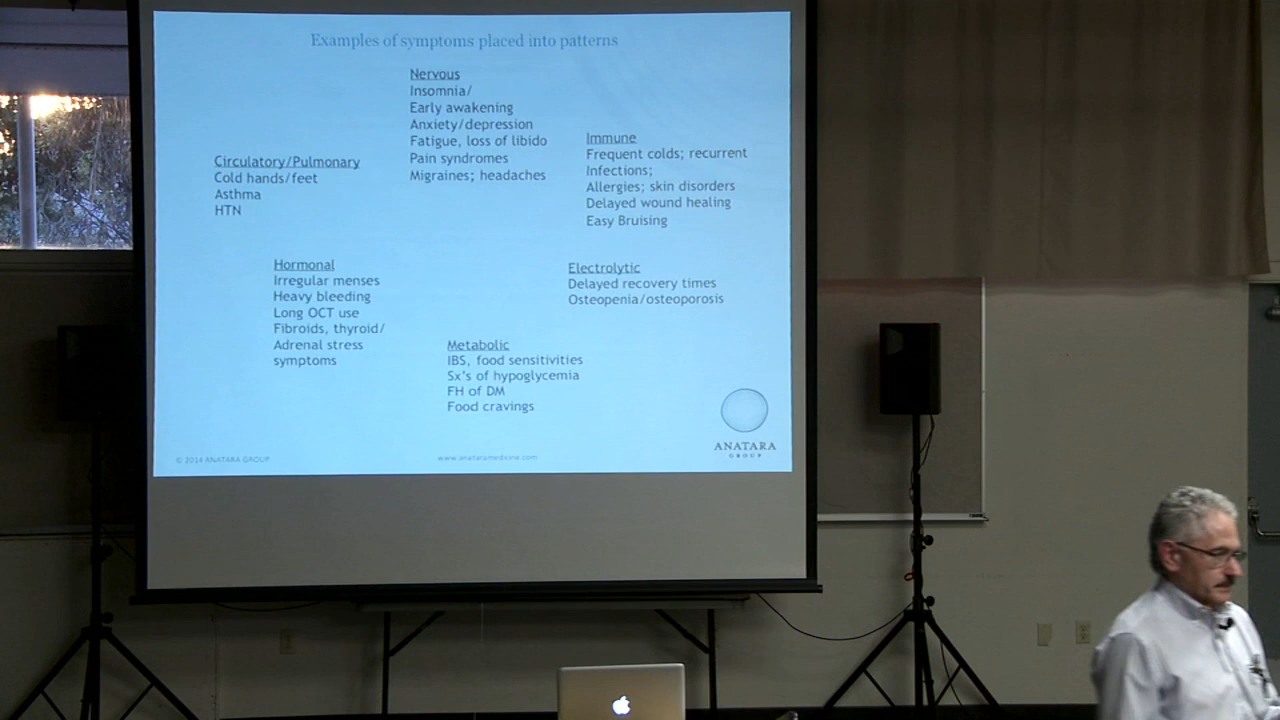 Examples of symptoms placed into patterns
Nervous
Insomnia/
Early awakening
Anxiety/depression
Fatigue, loss of libido
Pain syndromes
Migraines; headaches
Immune
Frequent colds; recurrent
Infections;
Allergies; skin disorders
Delayed wound healing
Easy Bruising
Circulatory/Pulmonary
Cold hands/feet
Asthma
HTN
Hormonal
Irregular menses
Heavy bleeding
Long OCT use
Fibroids, thyroid/
Adrenal stress
symptoms
Electrolytic
Delayed recovery times
Osteopenia/osteoporosis
Metabolic
IBS, food sensitivities
Sx's of hypoglycemia
FH of DM
Food cravings
ANATARA
GROUP
© 2014 ANATARA GROUP
www.anataramedicine.com